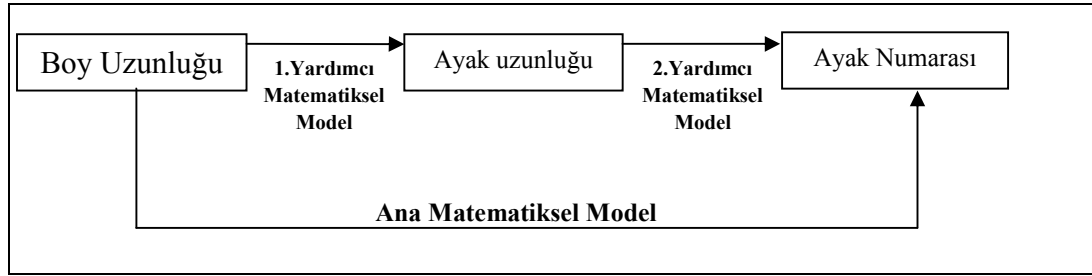 Boy Uzunluğu
1.Yardımcı
Matematiksel
Model
Ayak uzunluğu
2.Yardımcı
Matematiksel
Model
Ayak Numarası
Ana Matematiksel Model